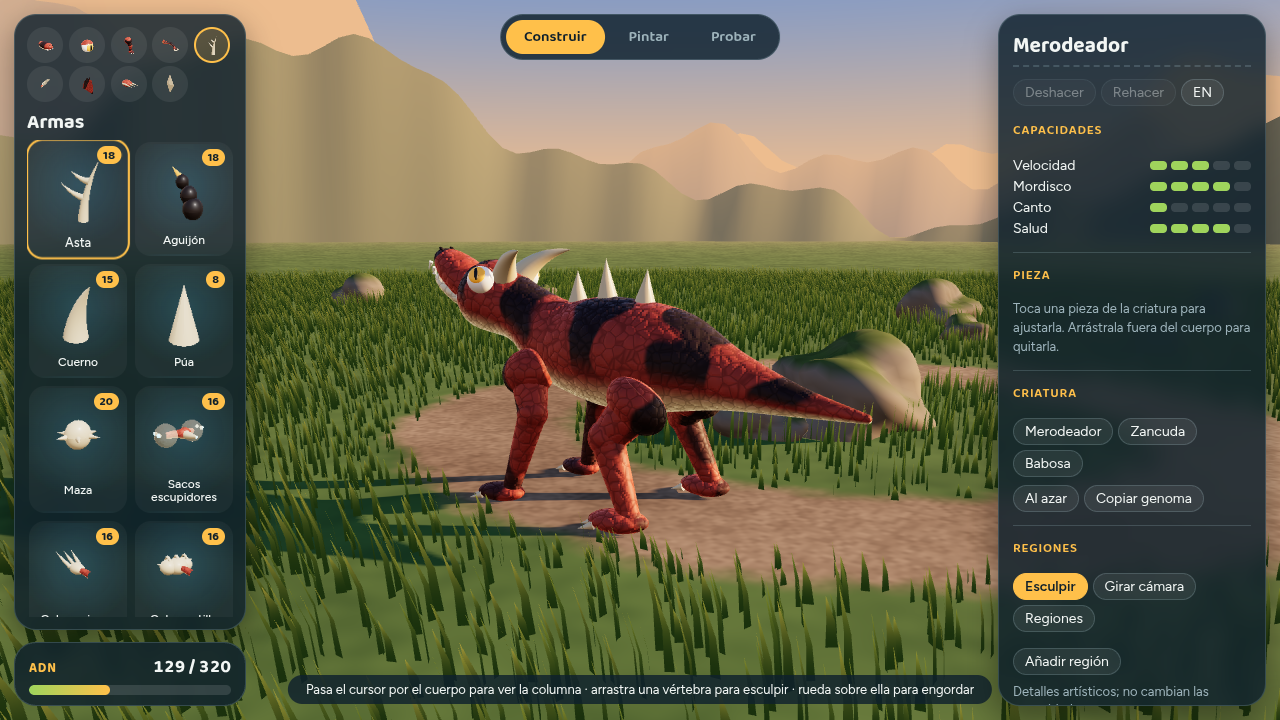 Construir Pintar Probar
Armas
18
Asta
18
Aguijón
15
Cuerno
8
Púa
20
Maza
16
Sacos
escupidores
16
16
ADN 129 / 320
Pasa el cursor por el cuerpo para ver la columna · arrastra una vértebra para esculpir · rueda sobre ella para engordar
Merodeador
Deshacer Rehacer EN
CAPACIDADES
Velocidad
Mordisco
Canto
Salud
PIEZA
Toca una pieza de la criatura para
ajustarla. Arrástrala fuera del cuerpo para
quitarla.
CRIATURA
Merodeador Zancuda
Babosa
Al azar Copiar genoma
REGIONES
Esculpir Girar cámara
Regiones
Añadir región
Detalles artísticos; no cambian las